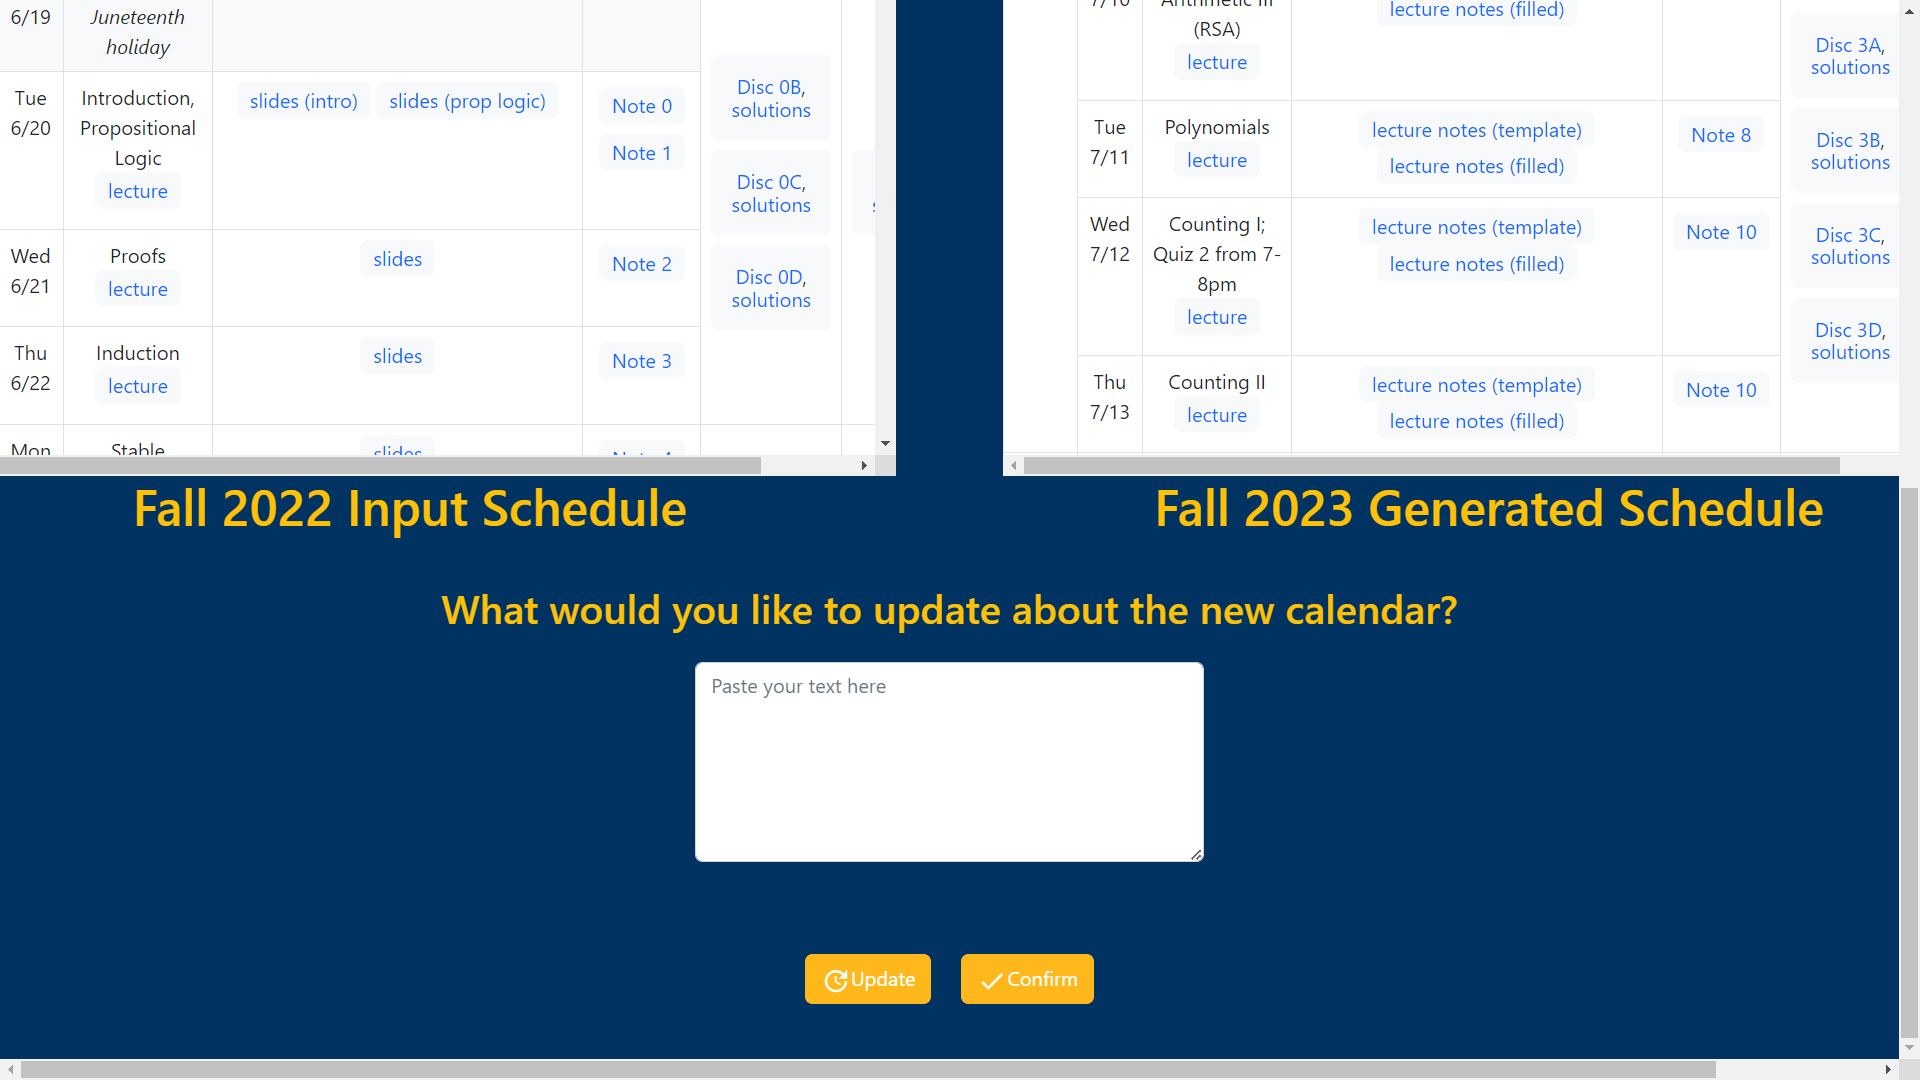 6/19
Juneteenth
holiday
Tue
6/20
Introduction,
Propositional
Logic
lecture
slides (intro)
slides (prop logic)
Note 0
Note 1
Disc 0B,
solutions
Disc 0C,
solutions
Disc 0D,
solutions
Wed
6/21
Proofs
lecture
slides
Note 2
Thu
6/22
Induction
lecture
slides
Note 3
Mon
Stable
slides
Note 4
7/10
Arithmetic III
(RSA)
lecture
lecture notes (filled)
Disc 3A,
solutions
Tue
7/11
Polynomials
lecture
lecture notes (template)
lecture notes (filled)
Note 8
Disc 3B,
solutions
Wed
7/12
Counting I;
Quiz 2 from 7-
8pm
lecture
lecture notes (template)
lecture notes (filled)
Note 10
Disc 3C,
solutions
Disc 3D,
solutions
Thu
7/13
Counting II
lecture
lecture notes (template)
lecture notes (filled)
Note 10
Fall 2022 Input Schedule
Fall 2023 Generated Schedule
What would you like to update about the new calendar?
Paste your text here
Update
Confirm